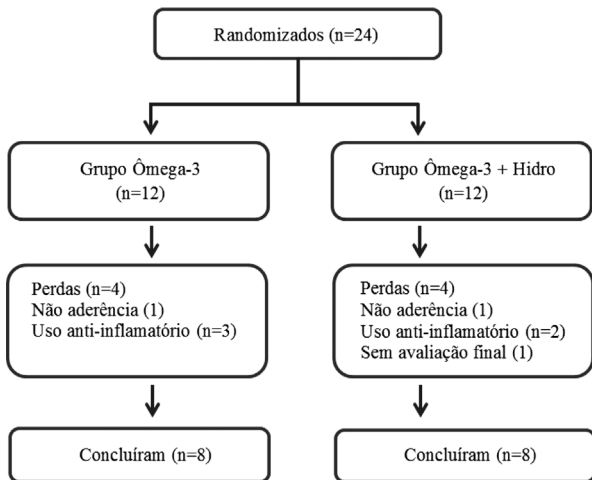 Randomizados (n=24)
Grupo Ômega-3
(n=12)
Grupo Ômega-3 + Hidro
(n=12)
Perdas (n=4)
Não aderência (1)
Uso anti-inflamatório (n=3)
Perdas (n=4)
Não aderência (1)
Uso anti-inflamatório (n=2)
Sem avaliação final (1)
Concluíram (n=8)
Concluíram (n=8)